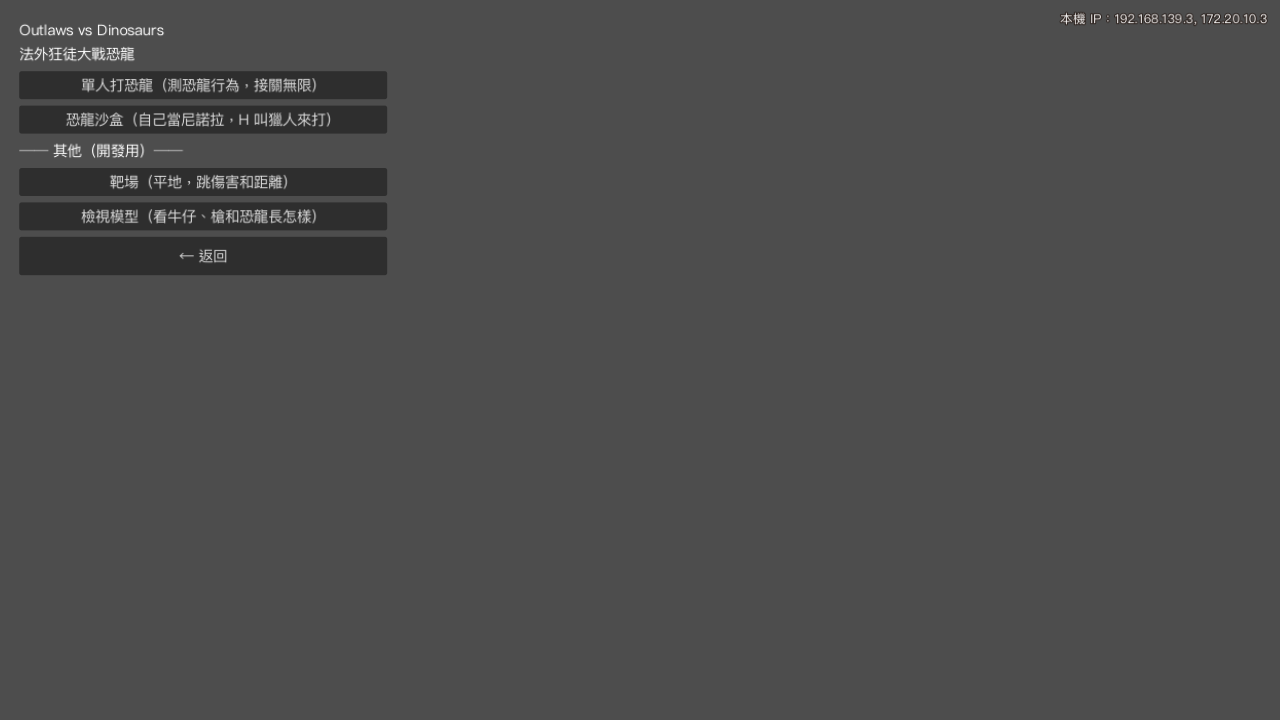 Outlaws vs Dinosaurs
本機 IP：192.168.139.3, 172.20.10.3
法外狂徒大戰恐龍
單人打恐龍（測恐龍行為，接關無限）
恐龍沙盒（自己當尼諾拉，H 叫獵人來打）
—— 其他（開發用）——
靶場（平地，跳傷害和距離）
檢視模型（看牛仔、槍和恐龍長怎樣）
← 返回